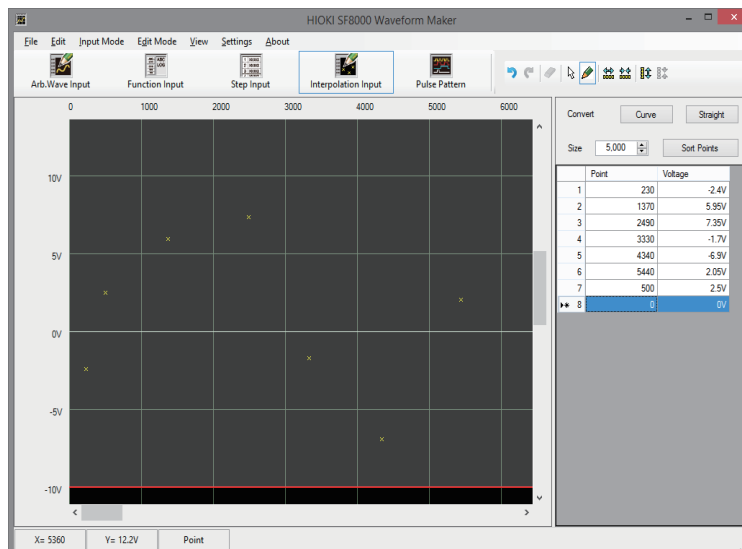 HIOKI SF8000 Waveform Maker
File Edit Input Mode Edit Mode View Settings About
Arb.Wave Input Function Input Step Input Interpolation Input Pulse Pattern
0 1000 2000 3000 4000 5000 6000
10V
5V
0V
-5V
-10V
Convert Curve Straight
Size 5,000 Sort Points
Point Voltage
1 230 -2.4V
2 1370 5.95V
3 2490 7.35V
4 3330 -1.7V
5 4340 -6.9V
6 5440 2.05V
7 500 2.5V
8 0 0V
X= 5360 Y= 12.2V Point